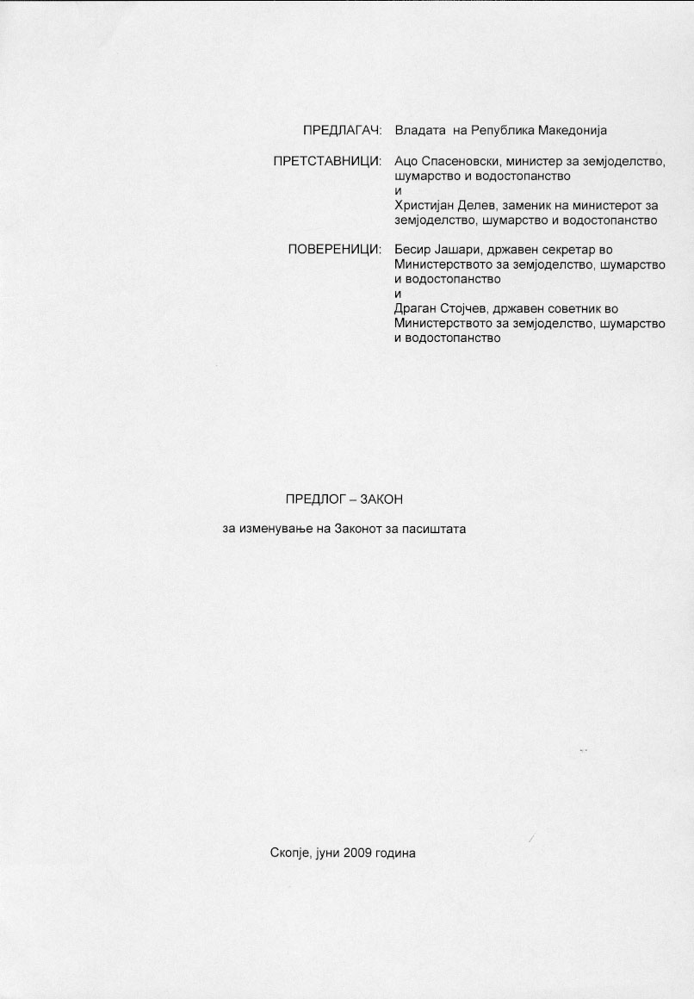 ПРЕДЛАГАЧ: Владата на Република Македонија
ПРЕТСТАВНИЦИ: Ацо Спасеновски, министер за земјоделство,
шумарство и водостопанство
и
Христијан Делев, заменик на министерот за
земјоделство, шумарство и водостопанство
ПОВЕРЕНИЦИ: Бесир Јашари, државен секретар во
Министерството за земјоделство, шумарство
и водостопанство
и
Драган Стојчев, државен советник во
Министерството за земјоделство, шумарство
и водостопанство
ПРЕДЛОГ – ЗАКОН
за изменување на Законот за пасиштата
Скопје, јуни 2009 година